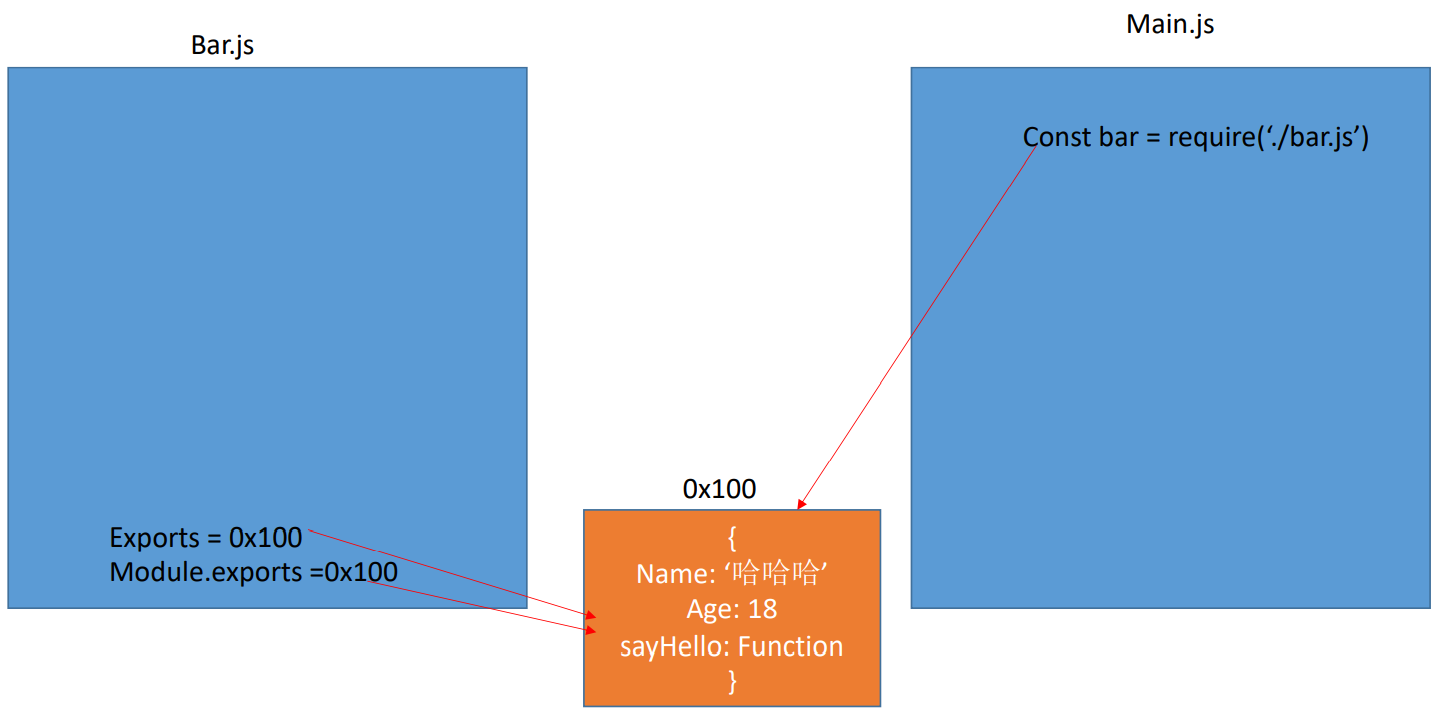 Bar.js
Main.js
Const bar = require(‘./bar.js’)
0x100
Exports = 0x100
Module.exports =0x100
{
Name: ‘哈哈哈’
Age: 18
sayHello: Function
}